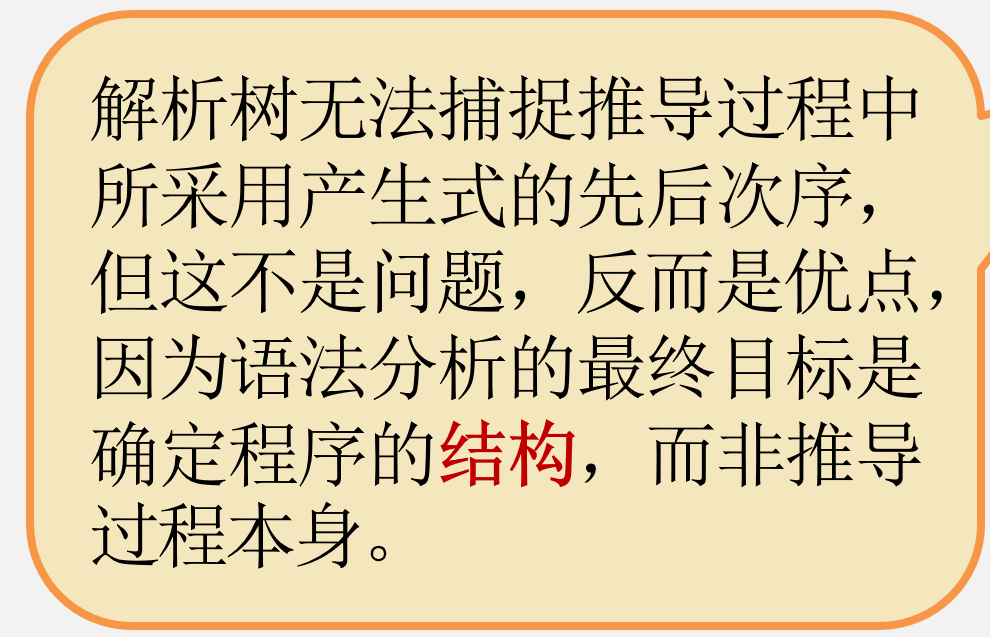 解析树无法捕捉推导过程中
所采用产生式的先后次序，
但这不是问题，反而是优点，
因为语法分析的最终目标是
确定程序的结构，而非推导
过程本身。